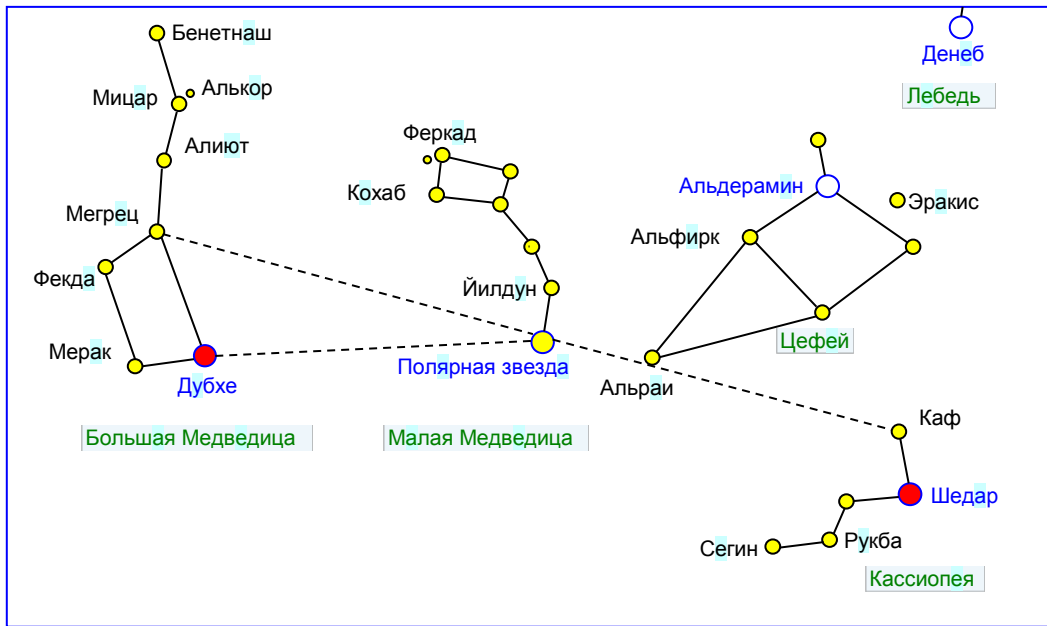 Бенетнаш
Денеб
Алькор
Мицар
Лебедь
Феркад
Алиют
Альдерамин
Кохаб
Эракис
Мегрец
Альфирк
Фекда
Йилдун
Мерак
Цефей
Полярная звезда
Дубхе
Альраи
Каф
Большая Медведица
Малая Медведица
Шедар
Сегин
Рукба
Кассиопея